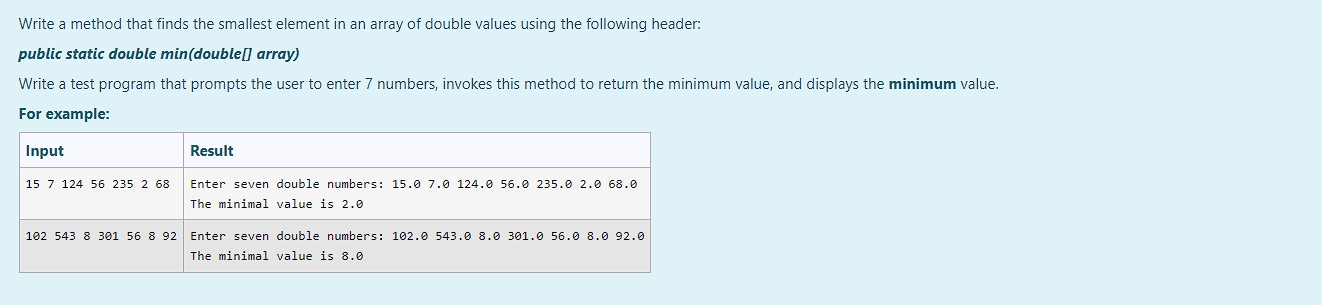 Write a method that finds the smallest element in an array of double values using the following header:
public static double min(double[] array)
Write a test program that prompts the user to enter 7 numbers, invokes this method to return the minimum value, and displays the minimum value.
For example:
Input Result
15 7 124 56 235 2 68 Enter seven double numbers: 15.0 7.0 124.0 56.0 235.0 2.0 68.0
The minimal value is 2.0
102 543 8 301 56 8 92 Enter seven double numbers: 102.0 543.0 8.0 301.0 56.0 8.0 92.0
The minimal value is 8.0